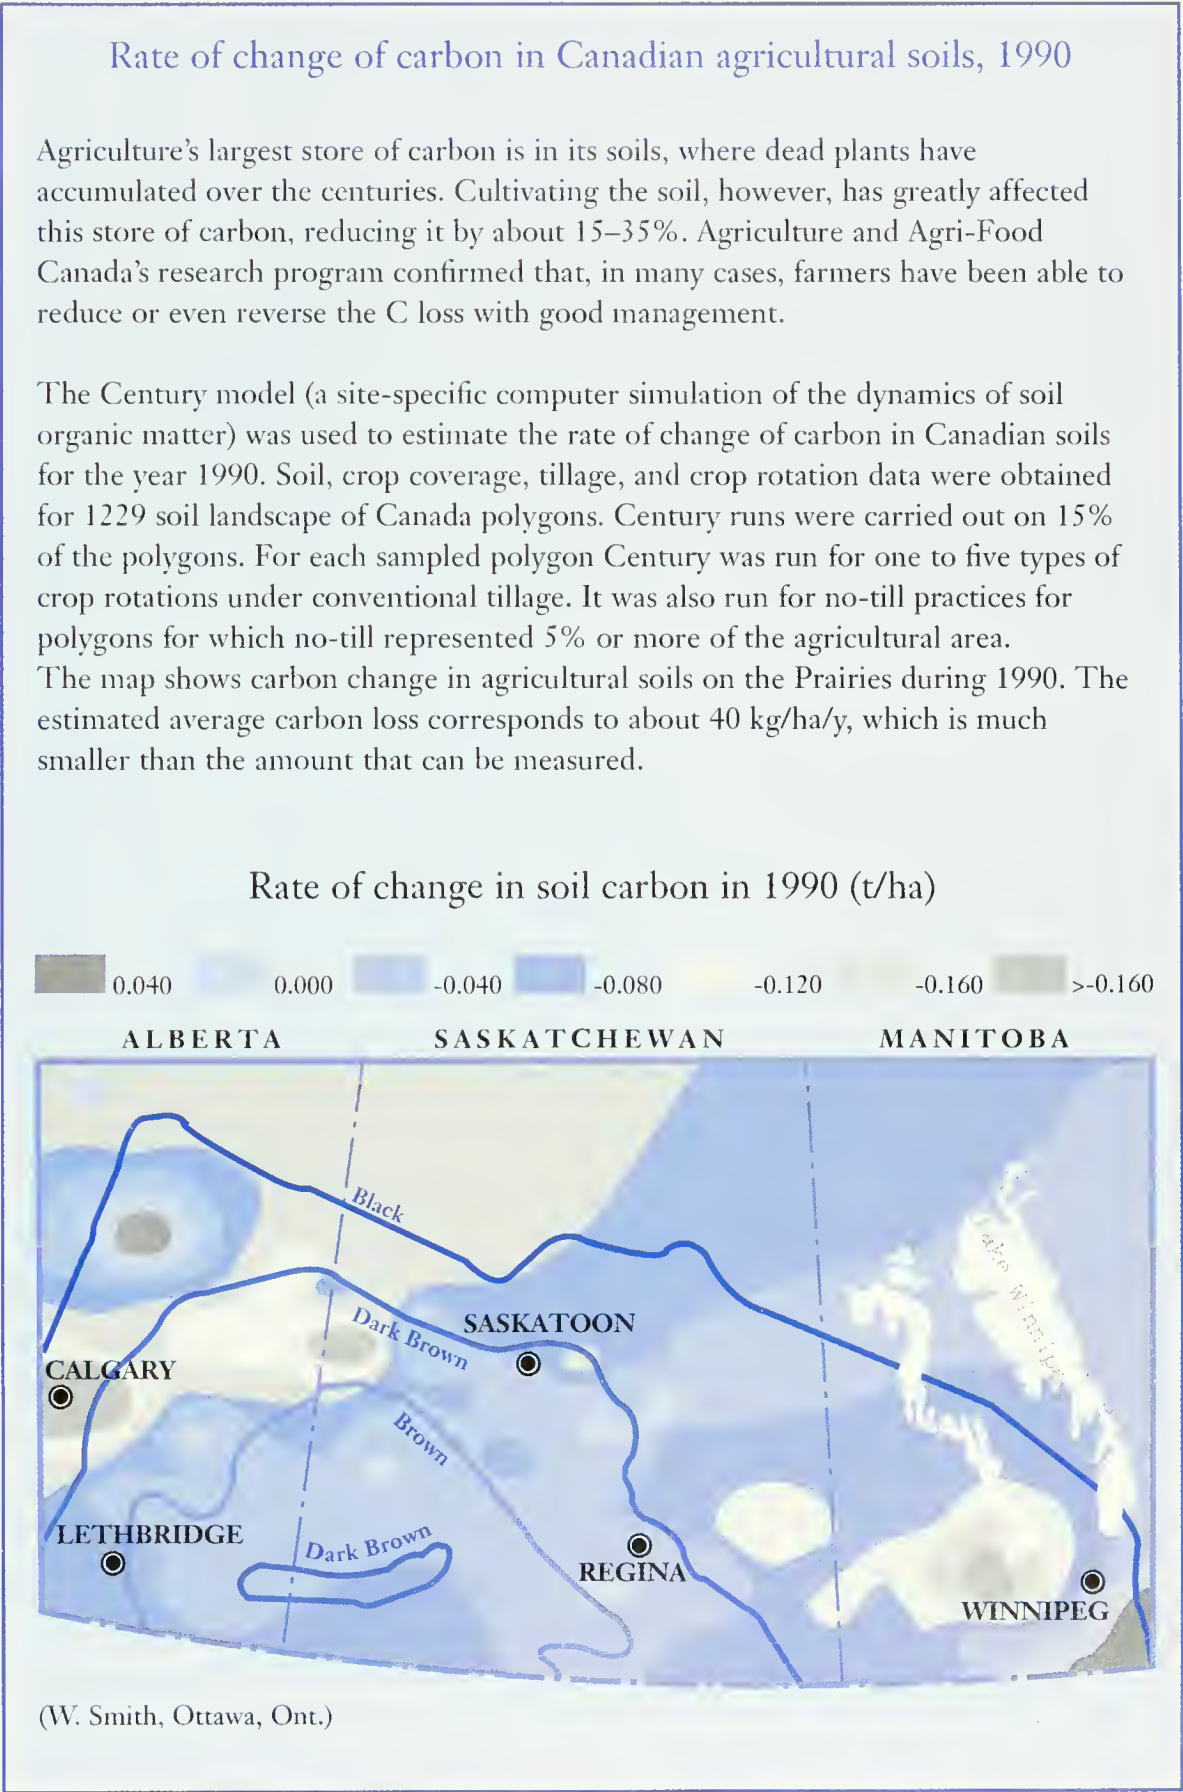 Rate of change of carbon in Canadian agricultural soils, 1990
Agriculture's largest store of carbon is in its soils, where dead plants have
accumulated over the centuries. Cultivating the soil, however, has greatly affected
this store of carbon, reducing it by about 15–35%. Agriculture and Agri-Food
Canada's research program confirmed that, in many cases, farmers have been able to
reduce or even reverse the C loss with good management.
The Century model (a site-specific computer simulation of the dynamics of soil
organic matter) was used to estimate the rate of change of carbon in Canadian soils
for the year 1990. Soil, crop coverage, tillage, and crop rotation data were obtained
for 1229 soil landscape of Canada polygons. Century runs were carried out on 15%
of the polygons. For each sampled polygon Century was run for one to five types of
crop rotations under conventional tillage. It was also run for no-till practices for
polygons for which no-till represented 5% or more of the agricultural area.
The map shows carbon change in agricultural soils on the Prairies during 1990. The
estimated average carbon loss corresponds to about 40 kg/ha/y, which is much
smaller than the amount that can be measured.
Rate of change in soil carbon in 1990 (t/ha)
0.040 0.000 -0.040 -0.080 -0.120 -0.160 >-0.160
ALBERTA SASKATCHEWAN MANITOBA
Black
Lake Winnipeg
Dark Brown
SASKATOON
CALGARY
Brown
LETHBRIDGE
Dark Brown
REGINA
WINNIPEG
(W. Smith, Ottawa, Ont.)